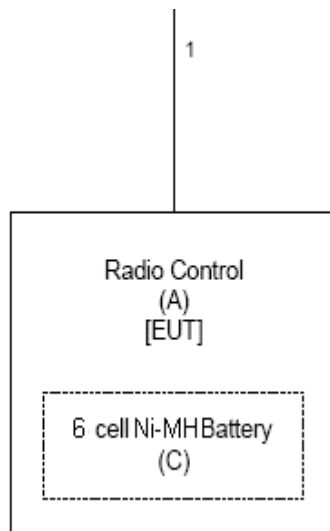 1
Radio Control
(A)
[EUT]
6 cell Ni-MH Battery
(C)